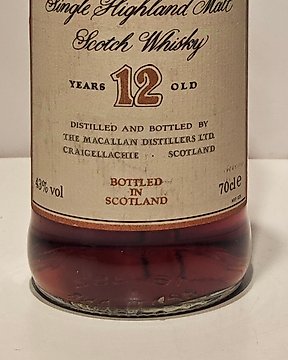 Single Highland Malt
Scotch Whisky
YEARS 12 OLD
DISTILLED AND BOTTLED BY
THE MACALLAN DISTILLERS LTD.
CRAIGELLACHIE · SCOTLAND
43% vol
BOTTLED
IN
SCOTLAND
70cle